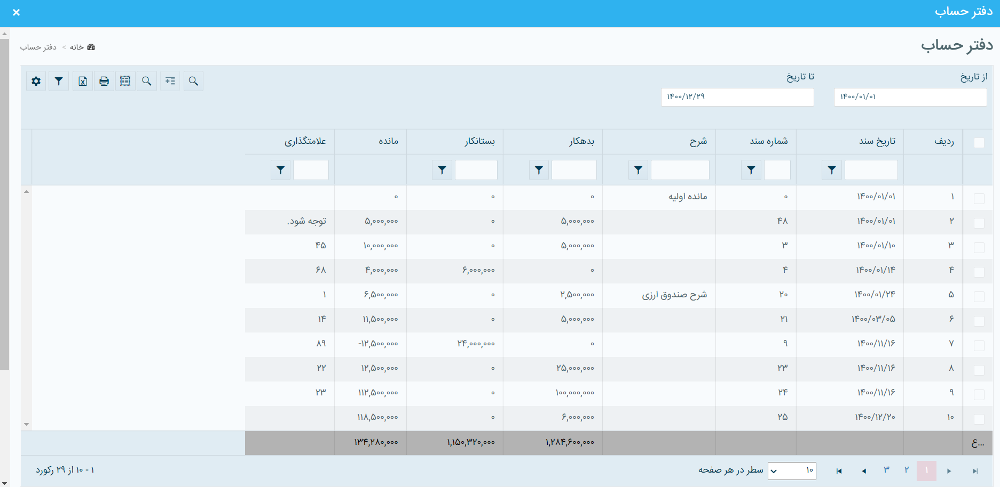 دفتر حساب
دفتر حساب
خانه > دفتر حساب
از تاریخ تا تاریخ
۱۴۰۰/۰۱/۰۱ ۱۴۰۰/۱۲/۲۹
ردیف تاریخ سند شماره سند شرح بدهکار بستانکار مانده علامتگذاری
۱ ۱۴۰۰/۰۱/۰۱ ۰ مانده اولیه ۰ ۰ ۰
۲ ۱۴۰۰/۰۱/۰۱ ۴۸ ۵,۰۰۰,۰۰۰ ۰ ۵,۰۰۰,۰۰۰ توجه شود.
۳ ۱۴۰۰/۰۱/۱۰ ۳ ۵,۰۰۰,۰۰۰ ۰ ۱۰,۰۰۰,۰۰۰ ۴۵
۴ ۱۴۰۰/۰۱/۱۴ ۴ ۰ ۶,۰۰۰,۰۰۰ ۴,۰۰۰,۰۰۰ ۶۸
۵ ۱۴۰۰/۰۱/۲۴ ۲۰ شرح صندوق ارزی ۲,۵۰۰,۰۰۰ ۰ ۶,۵۰۰,۰۰۰ ۱
۶ ۱۴۰۰/۰۳/۰۵ ۲۱ ۵,۰۰۰,۰۰۰ ۰ ۱۱,۵۰۰,۰۰۰ ۱۴
۷ ۱۴۰۰/۱۱/۱۶ ۹ ۰ ۲۴,۰۰۰,۰۰۰ -۱۲,۵۰۰,۰۰۰ ۸۹
۸ ۱۴۰۰/۱۱/۱۶ ۲۳ ۲۵,۰۰۰,۰۰۰ ۰ ۱۲,۵۰۰,۰۰۰ ۲۲
۹ ۱۴۰۰/۱۱/۱۶ ۲۴ ۱۰۰,۰۰۰,۰۰۰ ۰ ۱۱۲,۵۰۰,۰۰۰ ۲۳
۱۰ ۱۴۰۰/۱۲/۲۰ ۲۵ ۶,۰۰۰,۰۰۰ ۰ ۱۱۸,۵۰۰,۰۰۰
...ع ۱,۲۸۴,۶۰۰,۰۰۰ ۱,۱۵۰,۳۲۰,۰۰۰ ۱۳۴,۲۸۰,۰۰۰
۱ ۲ ۳ ۱۰ سطر در هر صفحه ۱ - ۱۰ از ۲۹ رکورد